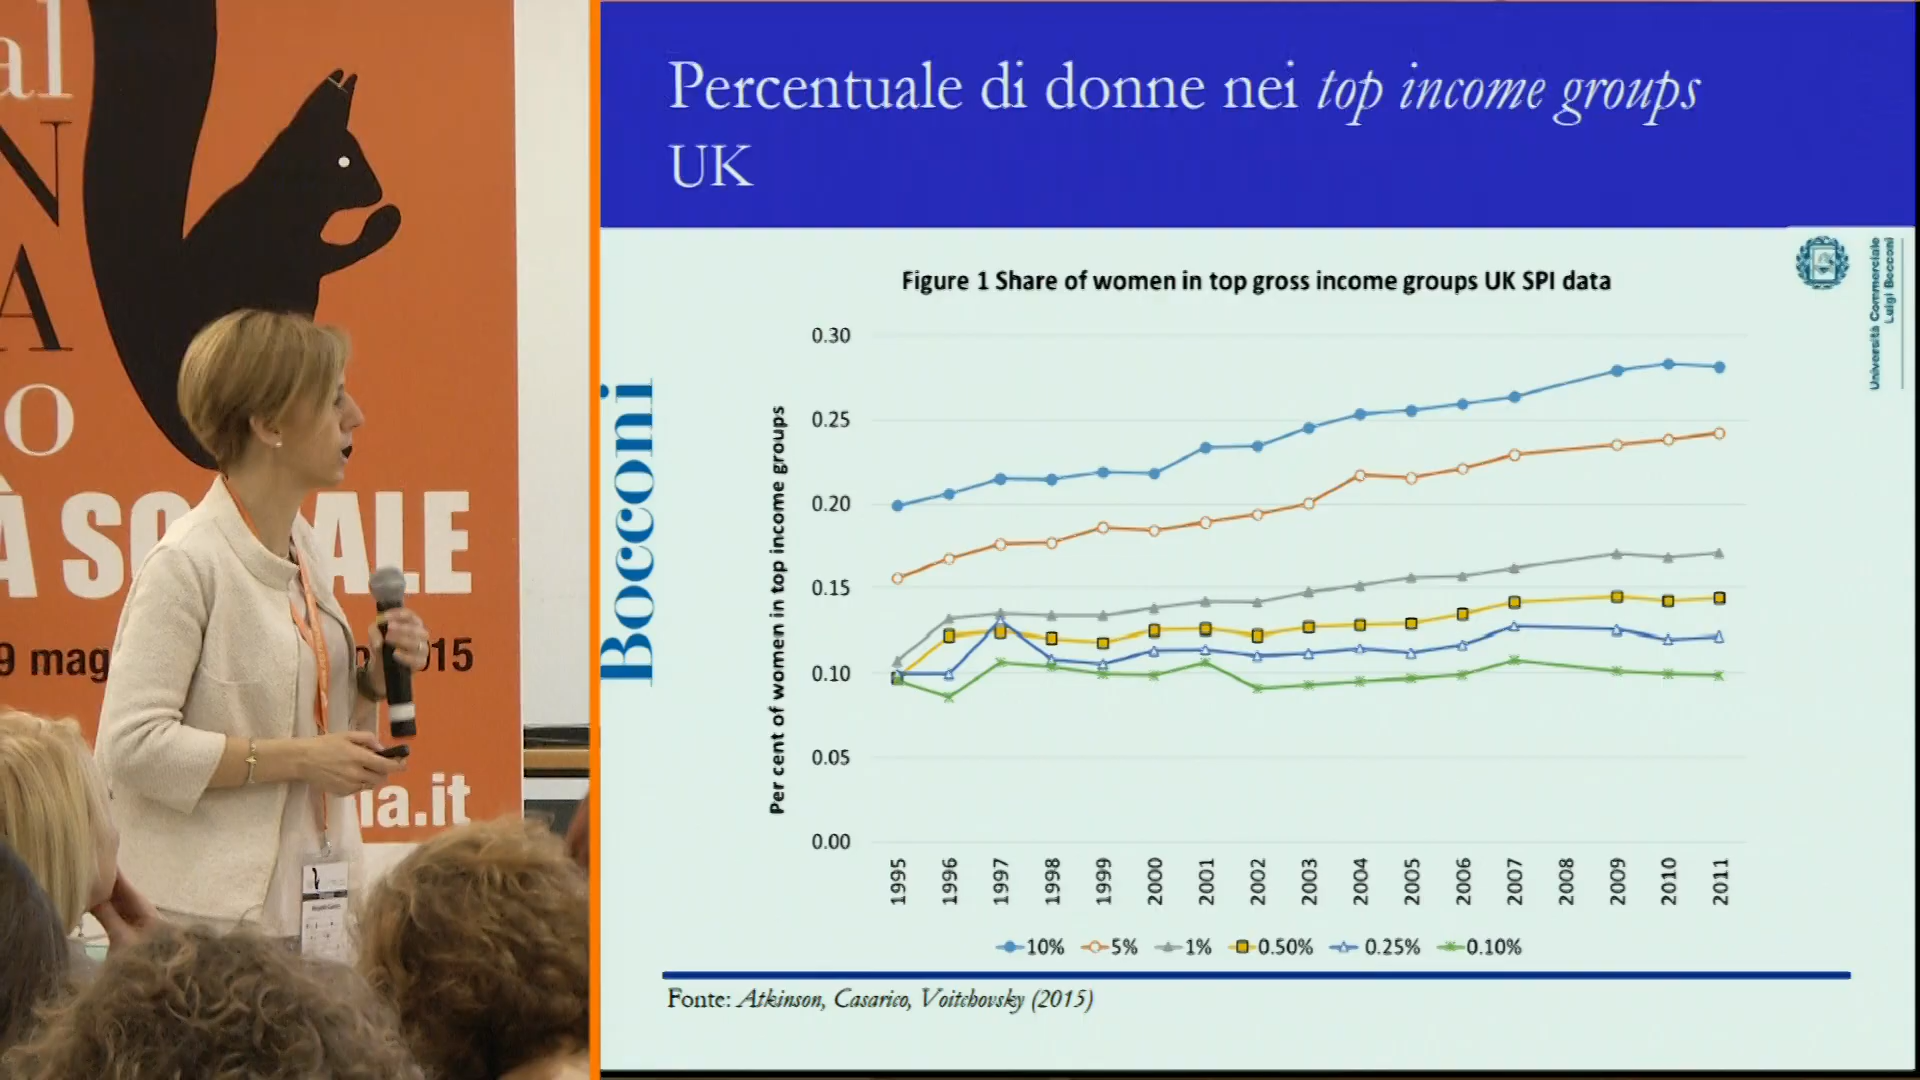 al
N
A
O
À SO ALE
9 mag
015
ia.it
Percentuale di donne nei top income groups
UK
Bocconi
Università Commerciale
Luigi Bocconi
Figure 1 Share of women in top gross income groups UK SPI data
Per cent of women in top income groups
0.30
0.25
0.20
0.15
0.10
0.05
0.00
1995 1996 1997 1998 1999 2000 2001 2002 2003 2004 2005 2006 2007 2008 2009 2010 2011
10% 5% 1% 0.50% 0.25% 0.10%
Fonte: Atkinson, Casarico, Voitchovsky (2015)